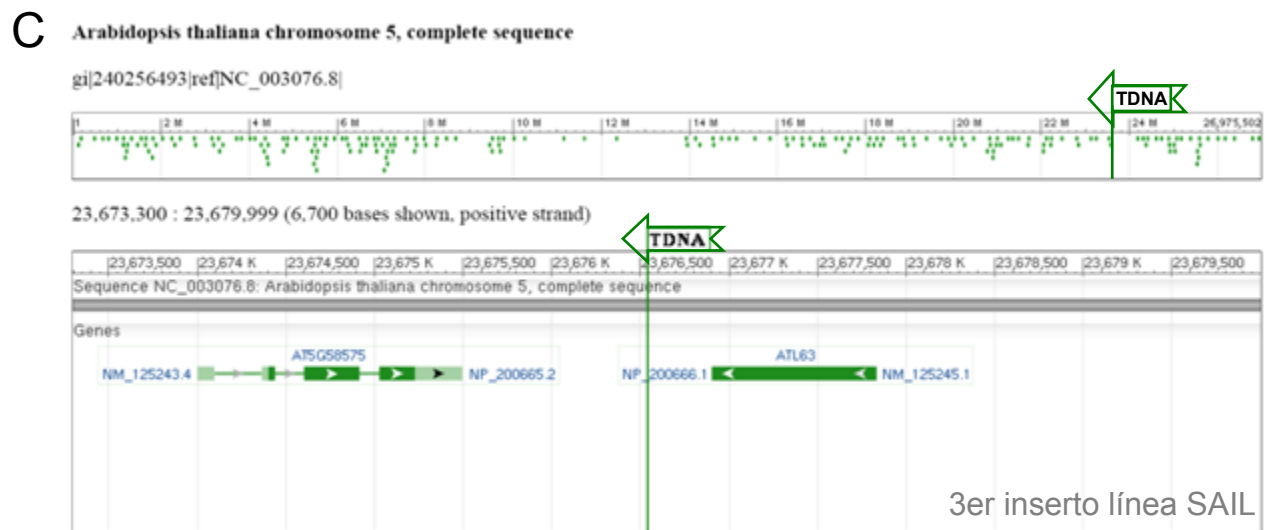 C
Arabidopsis thaliana chromosome 5, complete sequence
gi|240256493|ref|NC_003076.8|
TDNA
1 2 M 4 M 6 M 8 M 10 M 12 M 14 M 16 M 18 M 20 M 22 M 24 M 26,975,502
23,673,300 : 23,679,999 (6,700 bases shown, positive strand)
TDNA
23,673,500 23,674 K 23,674,500 23,675 K 23,675,500 23,676 K 23,676,500 23,677 K 23,677,500 23,678 K 23,678,500 23,679 K 23,679,500
Sequence NC_003076.8: Arabidopsis thaliana chromosome 5, complete sequence
Genes
AT5G58575 ATL63
NM_125243.4 NP_200665.2 NP_200666.1 NM_125245.1
3er inserto línea SAIL